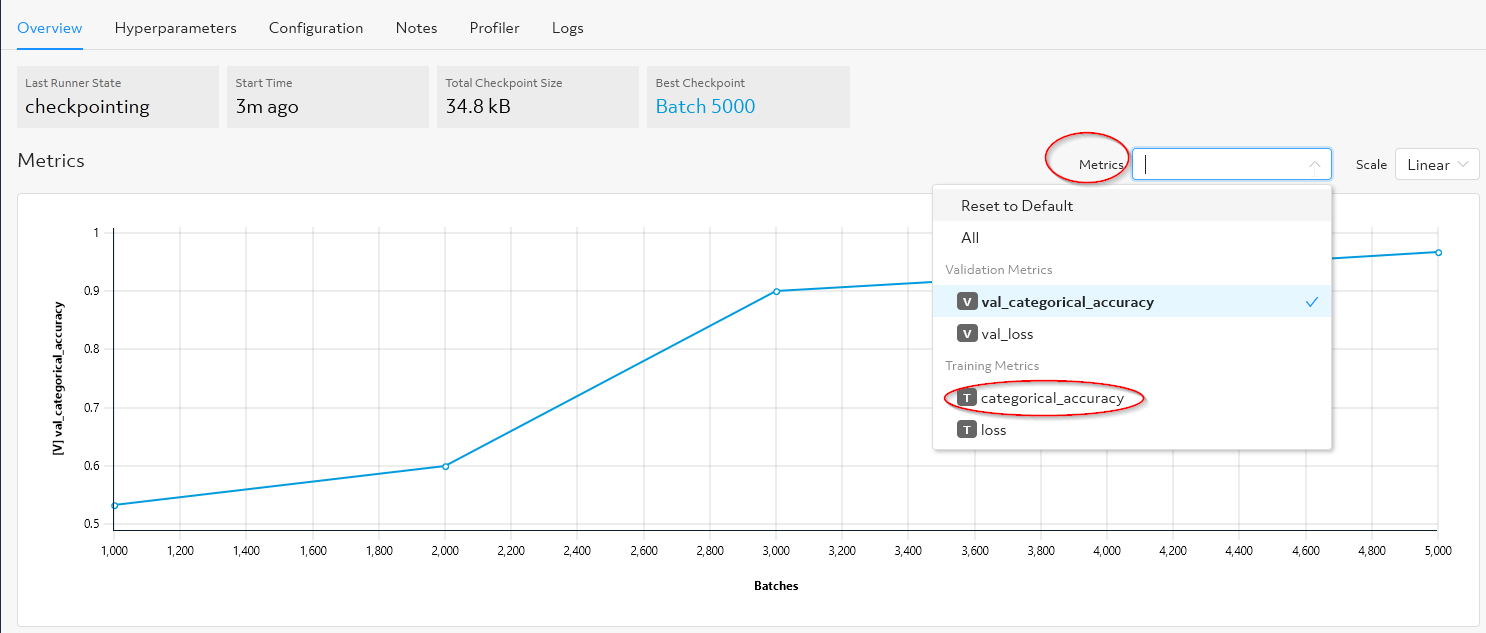 Overview Hyperparameters Configuration Notes Profiler Logs
Last Runner State Start Time Total Checkpoint Size Best Checkpoint
checkpointing 3m ago 34.8 kB Batch 5000
Metrics
Metrics Scale Linear
Reset to Default
All
Validation Metrics
V val_categorical_accuracy
V val_loss
Training Metrics
T categorical_accuracy
T loss
[V] val_categorical_accuracy
1
0.9
0.8
0.7
0.6
0.5
1,000 1,200 1,400 1,600 1,800 2,000 2,200 2,400 2,600 2,800 3,000 3,200 3,400 3,600 3,800 4,000 4,200 4,400 4,600 4,800 5,000
Batches